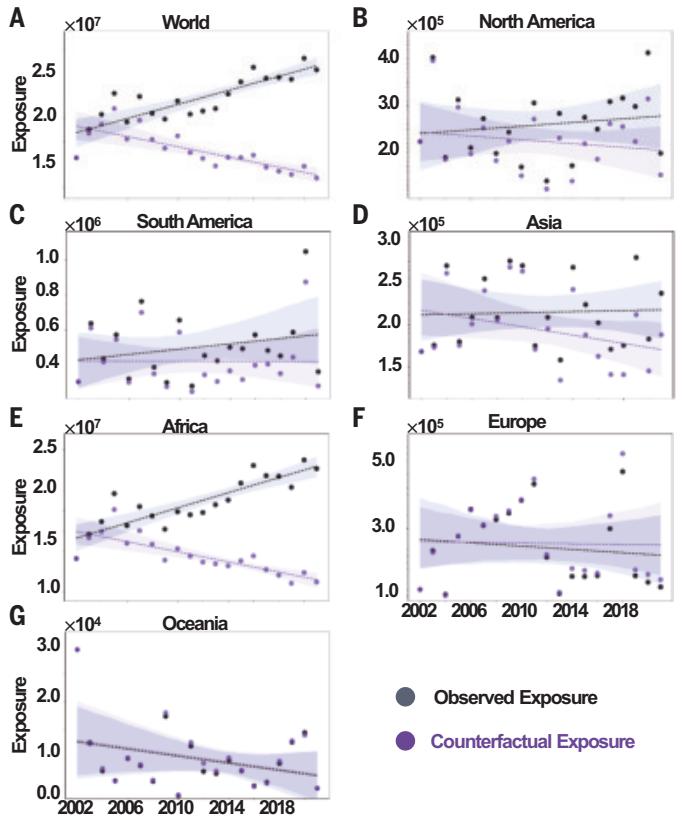 A
World
×10⁷
Exposure
2.5
2.0
1.5
B
North America
×10⁵
4.0
3.0
20
C
South America
×10⁶
Exposure
1.0
0.8
0.6
0.4
D
Asia
×10⁵
3.0
2.5
2.0
1.5
E
Africa
×10⁷
Exposure
2.5
2.0
1.5
1.0
F
Europe
×10⁵
5.0
3.0
1.0
2002 2006 2010 2014 2018
G
Oceania
×10⁴
Exposure
3.0
2.0
1.0
0.0
2002 2006 2010 2014 2018
Observed Exposure
Counterfactual Exposure